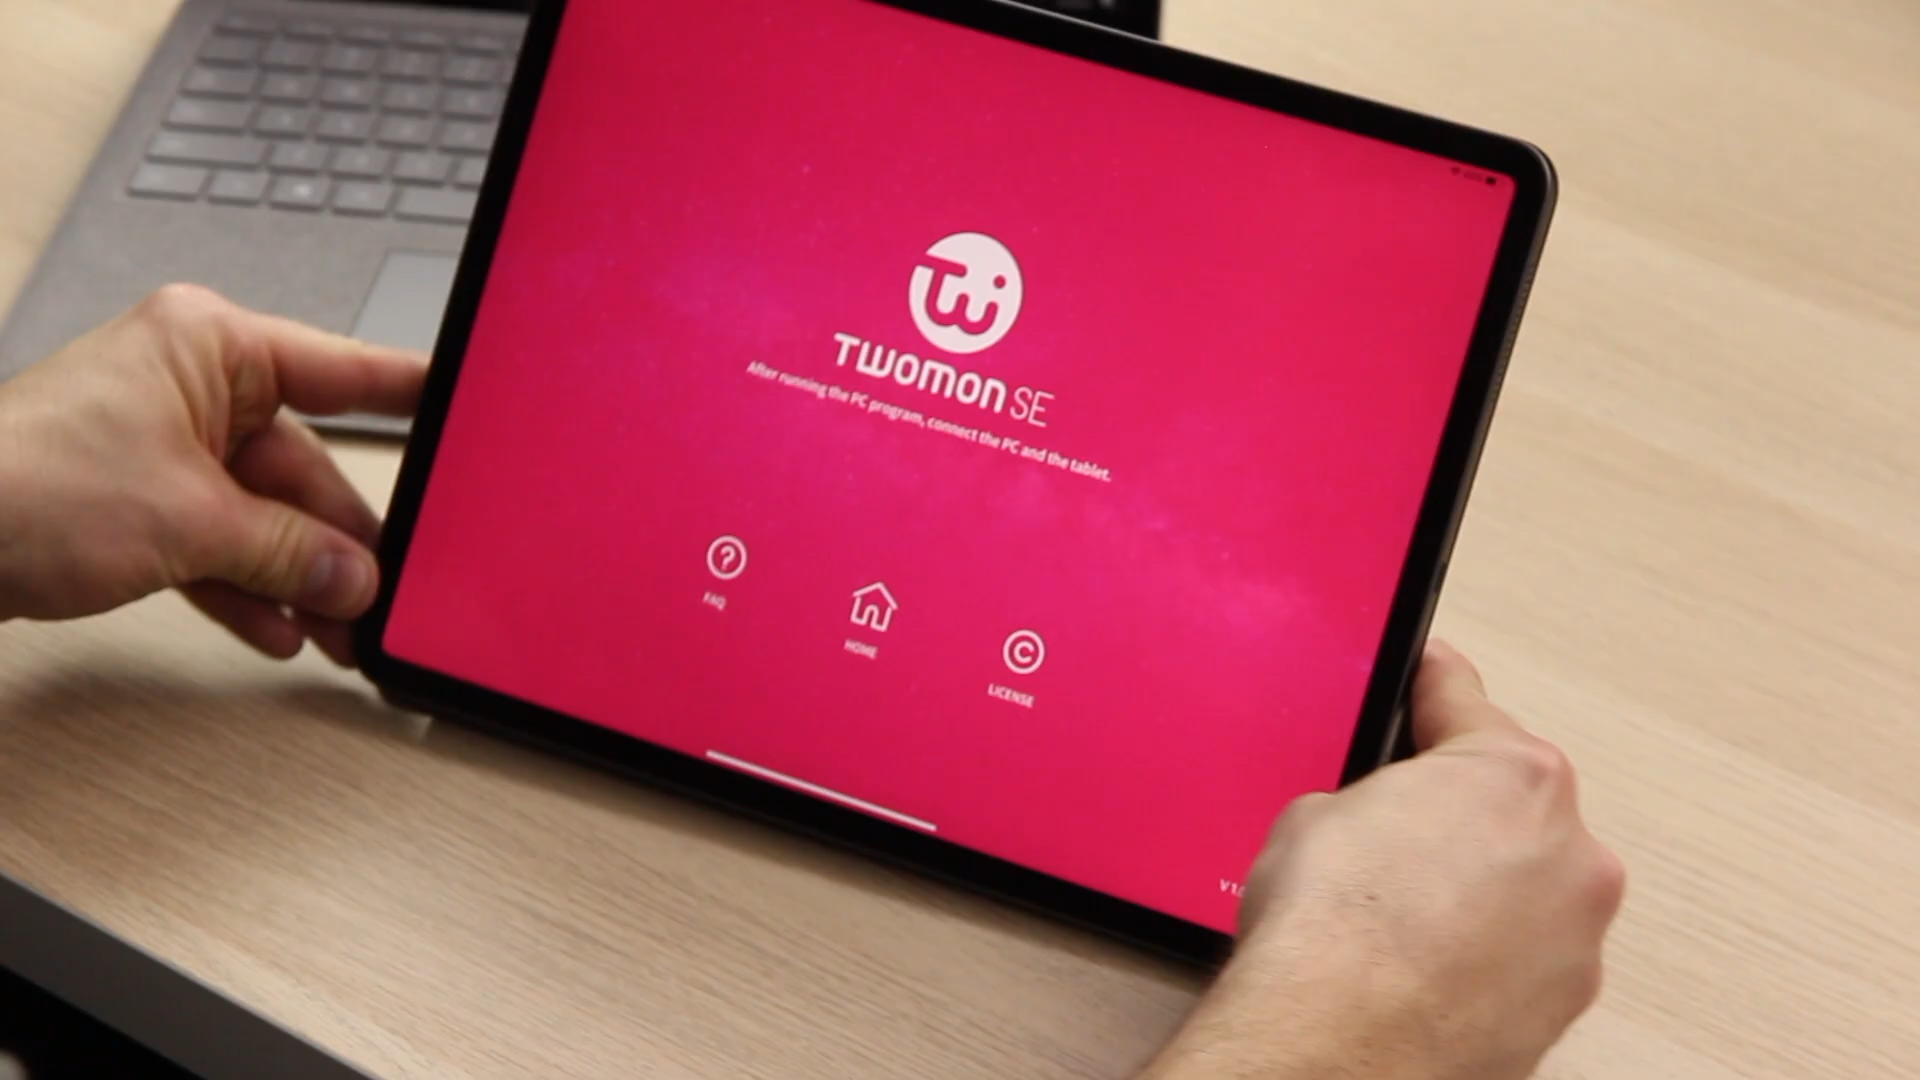 TWOMON SE
After running the PC program, connect the PC and the tablet.
FAQ
HOME
LICENSE